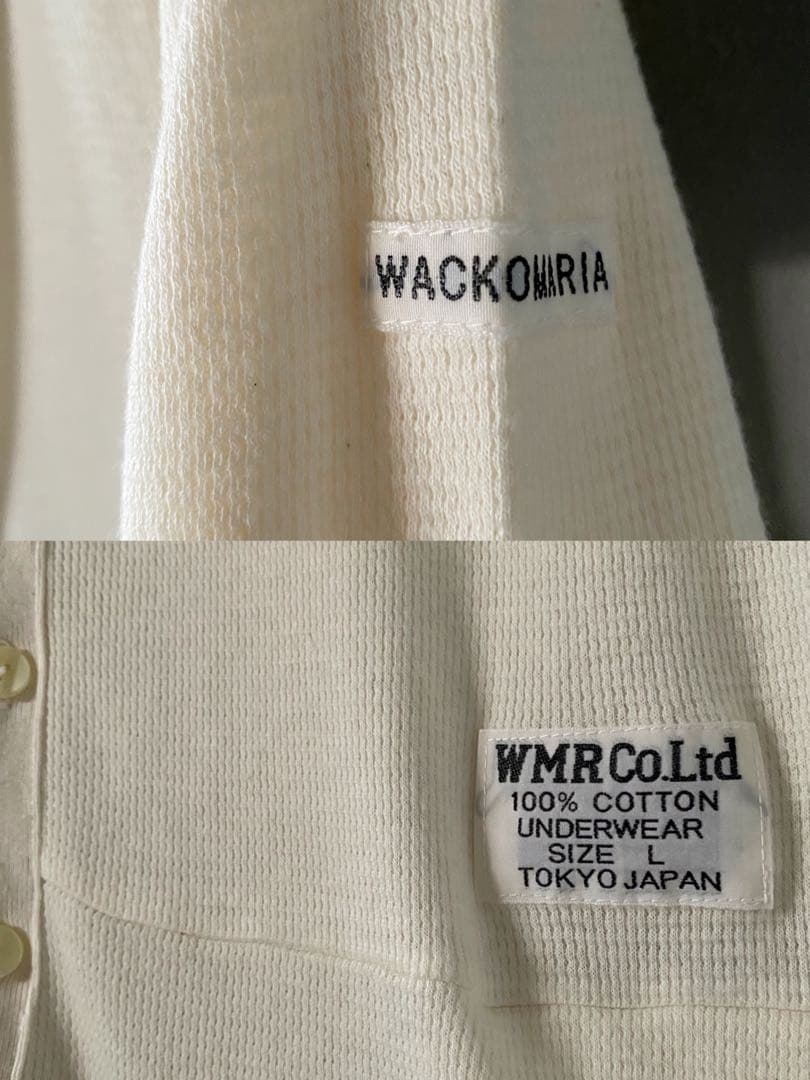 WACKOMARIA
WMR Co.Ltd
100% COTTON
UNDERWEAR
SIZE L
TOKYO JAPAN